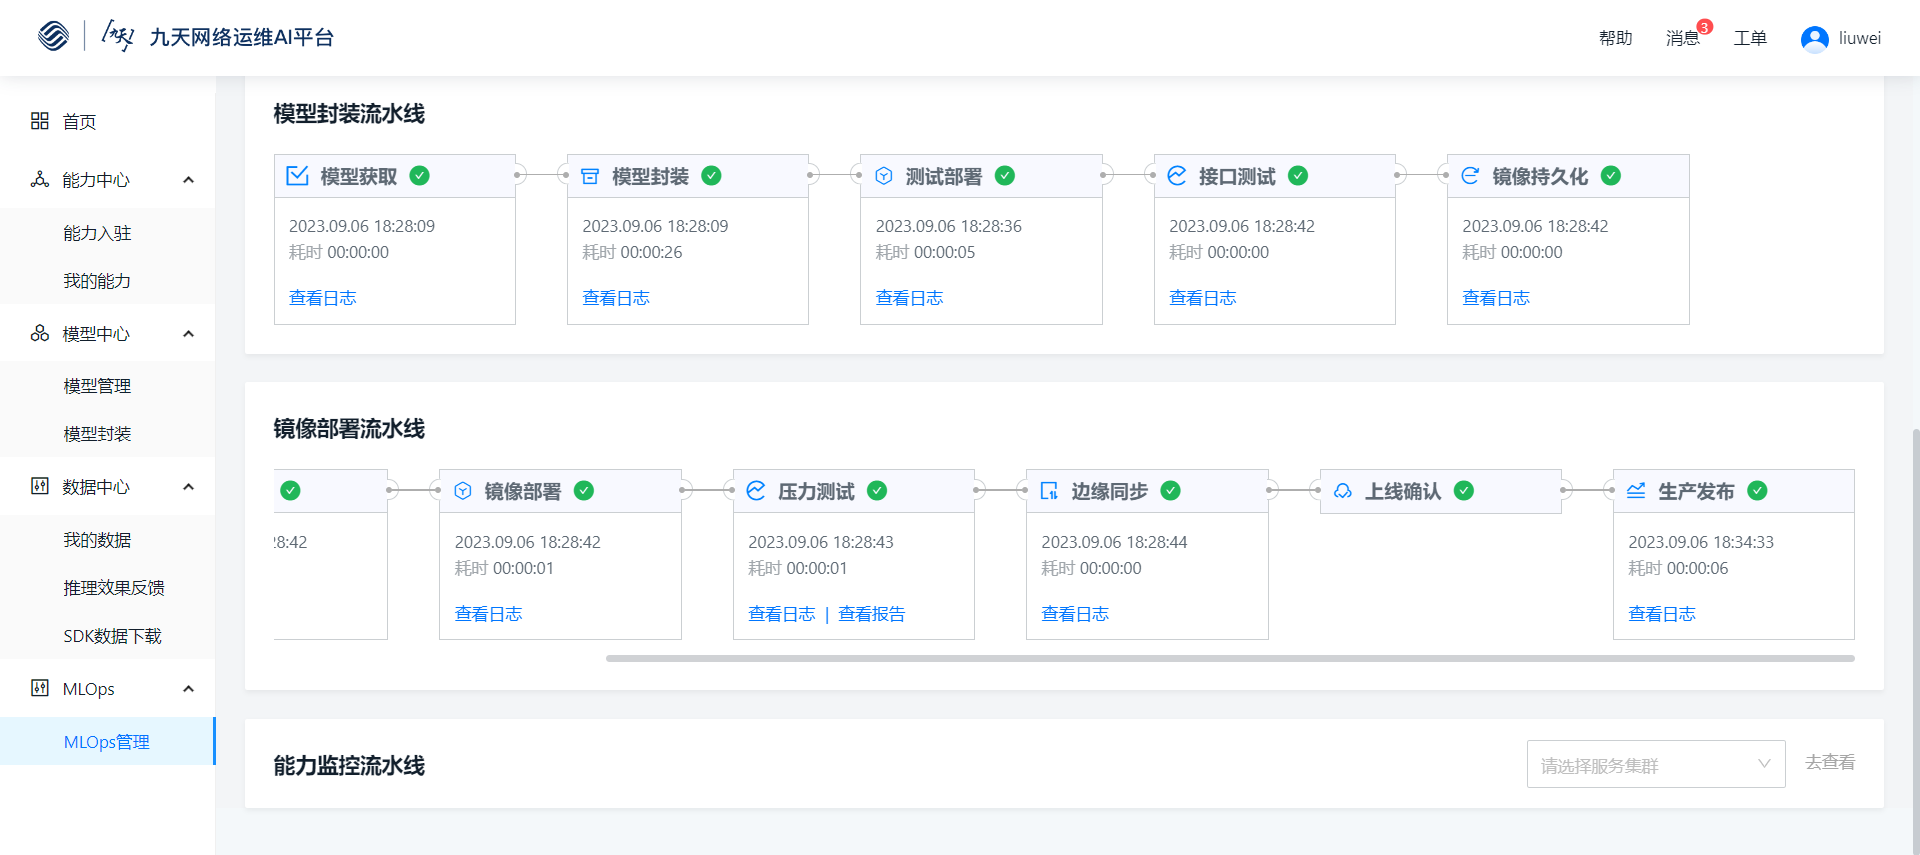 九天 九天网络运维AI平台
帮助 消息 3 工单 liuwei
首页
能力中心
能力入驻
我的能力
模型中心
模型管理
模型封装
数据中心
我的数据
推理效果反馈
SDK数据下载
MLOps
MLOps管理
模型封装流水线
模型获取 模型封装 测试部署 接口测试 镜像持久化
2023.09.06 18:28:09 2023.09.06 18:28:09 2023.09.06 18:28:36 2023.09.06 18:28:42 2023.09.06 18:28:42
耗时 00:00:00 耗时 00:00:26 耗时 00:00:05 耗时 00:00:00 耗时 00:00:00
查看日志 查看日志 查看日志 查看日志 查看日志
镜像部署流水线
镜像部署 压力测试 边缘同步 上线确认 生产发布
28:42 2023.09.06 18:28:42 2023.09.06 18:28:43 2023.09.06 18:28:44 2023.09.06 18:34:33
耗时 00:00:01 耗时 00:00:01 耗时 00:00:00 耗时 00:00:06
查看日志 查看日志 | 查看报告 查看日志 查看日志
能力监控流水线
请选择服务集群 去查看